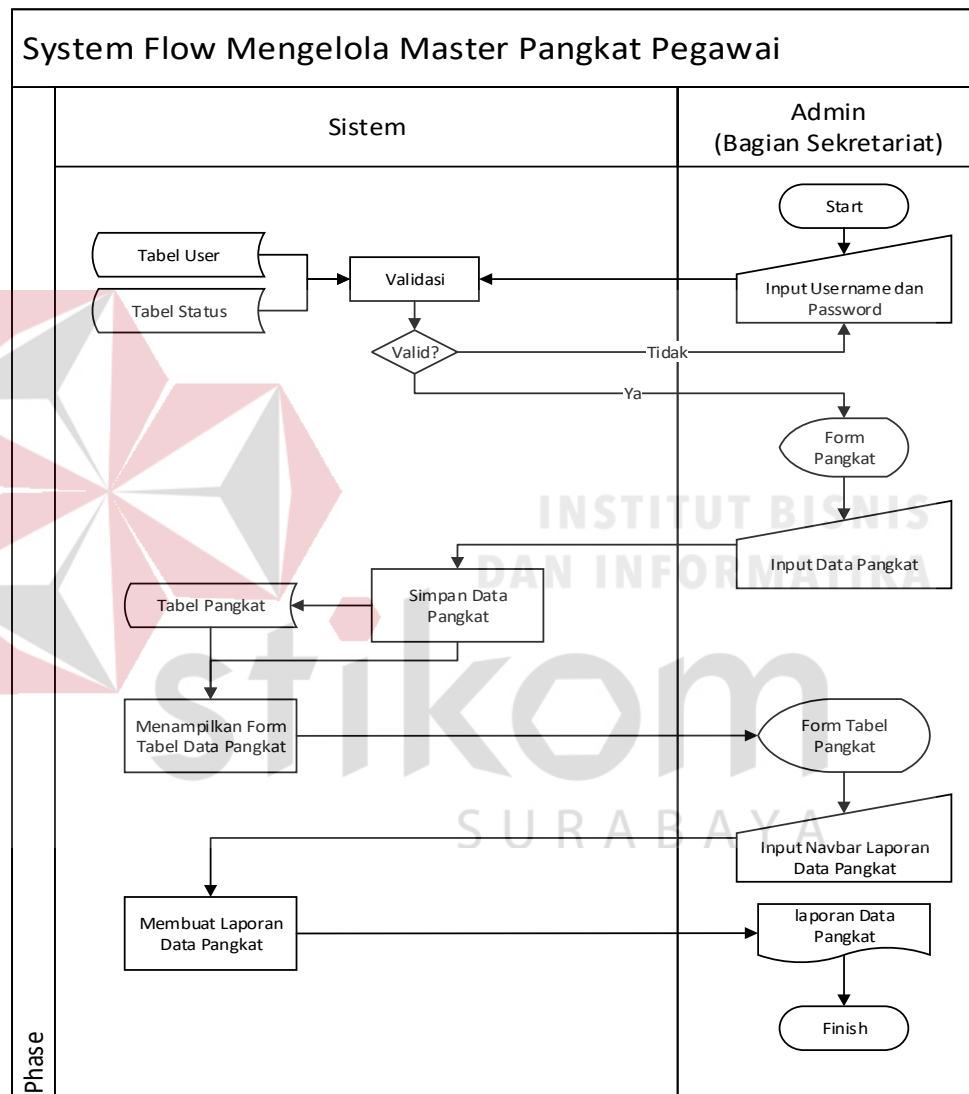 System Flow Mengelola Master Pangkat Pegawai
Sistem
Admin
(Bagian Sekretariat)
Start
Tabel User
Validasi
Input Username dan
Password
Tabel Status
Valid?
Tidak
Ya
Form
Pangkat
INSTITUT BISNIS
DAN INFORMATIKA
Input Data Pangkat
Simpan Data
Pangkat
Tabel Pangkat
stikom
Menampilkan Form
Tabel Data Pangkat
Form Tabel
Pangkat
SURABAYA
Input Navbar Laporan
Data Pangkat
Membuat Laporan
Data Pangkat
laporan Data
Pangkat
Finish
Phase